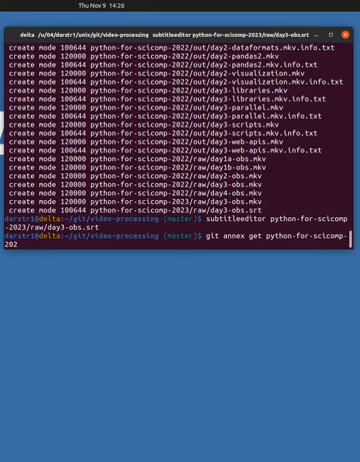 Thu Nov 9 14:26
delta /u/04/darstr1/unix/git/video-processing subtitleeditor python-for-scicomp-2023/raw/day3-obs.srt
create mode 100644 python-for-scicomp-2022/out/day2-dataformats.mkv.info.txt
create mode 120000 python-for-scicomp-2022/out/day2-pandas2.mkv
create mode 100644 python-for-scicomp-2022/out/day2-pandas2.mkv.info.txt
create mode 120000 python-for-scicomp-2022/out/day2-visualization.mkv
create mode 100644 python-for-scicomp-2022/out/day2-visualization.mkv.info.txt
create mode 120000 python-for-scicomp-2022/out/day3-libraries.mkv
create mode 100644 python-for-scicomp-2022/out/day3-libraries.mkv.info.txt
create mode 120000 python-for-scicomp-2022/out/day3-parallel.mkv
create mode 100644 python-for-scicomp-2022/out/day3-parallel.mkv.info.txt
create mode 120000 python-for-scicomp-2022/out/day3-scripts.mkv
create mode 100644 python-for-scicomp-2022/out/day3-scripts.mkv.info.txt
create mode 120000 python-for-scicomp-2022/out/day3-web-apis.mkv
create mode 100644 python-for-scicomp-2022/out/day3-web-apis.mkv.info.txt
create mode 120000 python-for-scicomp-2022/raw/day1a-obs.mkv
create mode 120000 python-for-scicomp-2022/raw/day1b-obs.mkv
create mode 120000 python-for-scicomp-2022/raw/day2-obs.mkv
create mode 120000 python-for-scicomp-2022/raw/day3-obs.mkv
create mode 120000 python-for-scicomp-2022/raw/day4-obs.mkv
create mode 120000 python-for-scicomp-2023/raw/day3-obs.mkv
create mode 100644 python-for-scicomp-2023/raw/day3-obs.srt
darstr1@delta:~/git/video-processing (master)$ subtitleeditor python-for-scicomp
-2023/raw/day3-obs.srt
darstr1@delta:~/git/video-processing (master)$ git annex get python-for-scicomp-
202